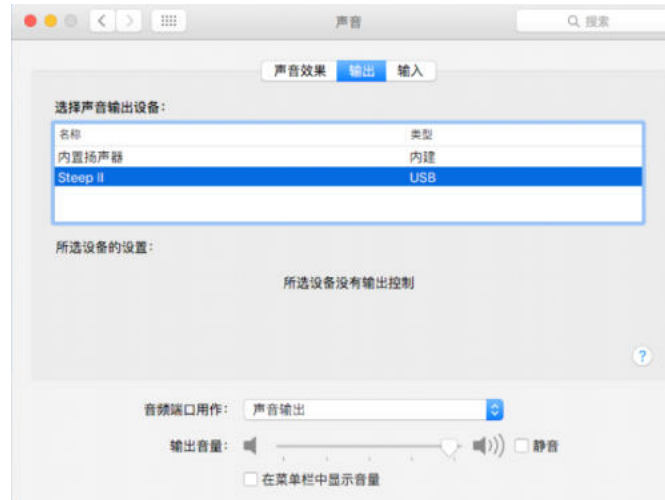 声音
搜索
声音效果 输出 输入
选择声音输出设备：
名称 类型
内置扬声器 内建
Steep II USB
所选设备的设置：
所选设备没有输出控制
?
音频端口用作： 声音输出
输出音量： 静音
在菜单栏中显示音量